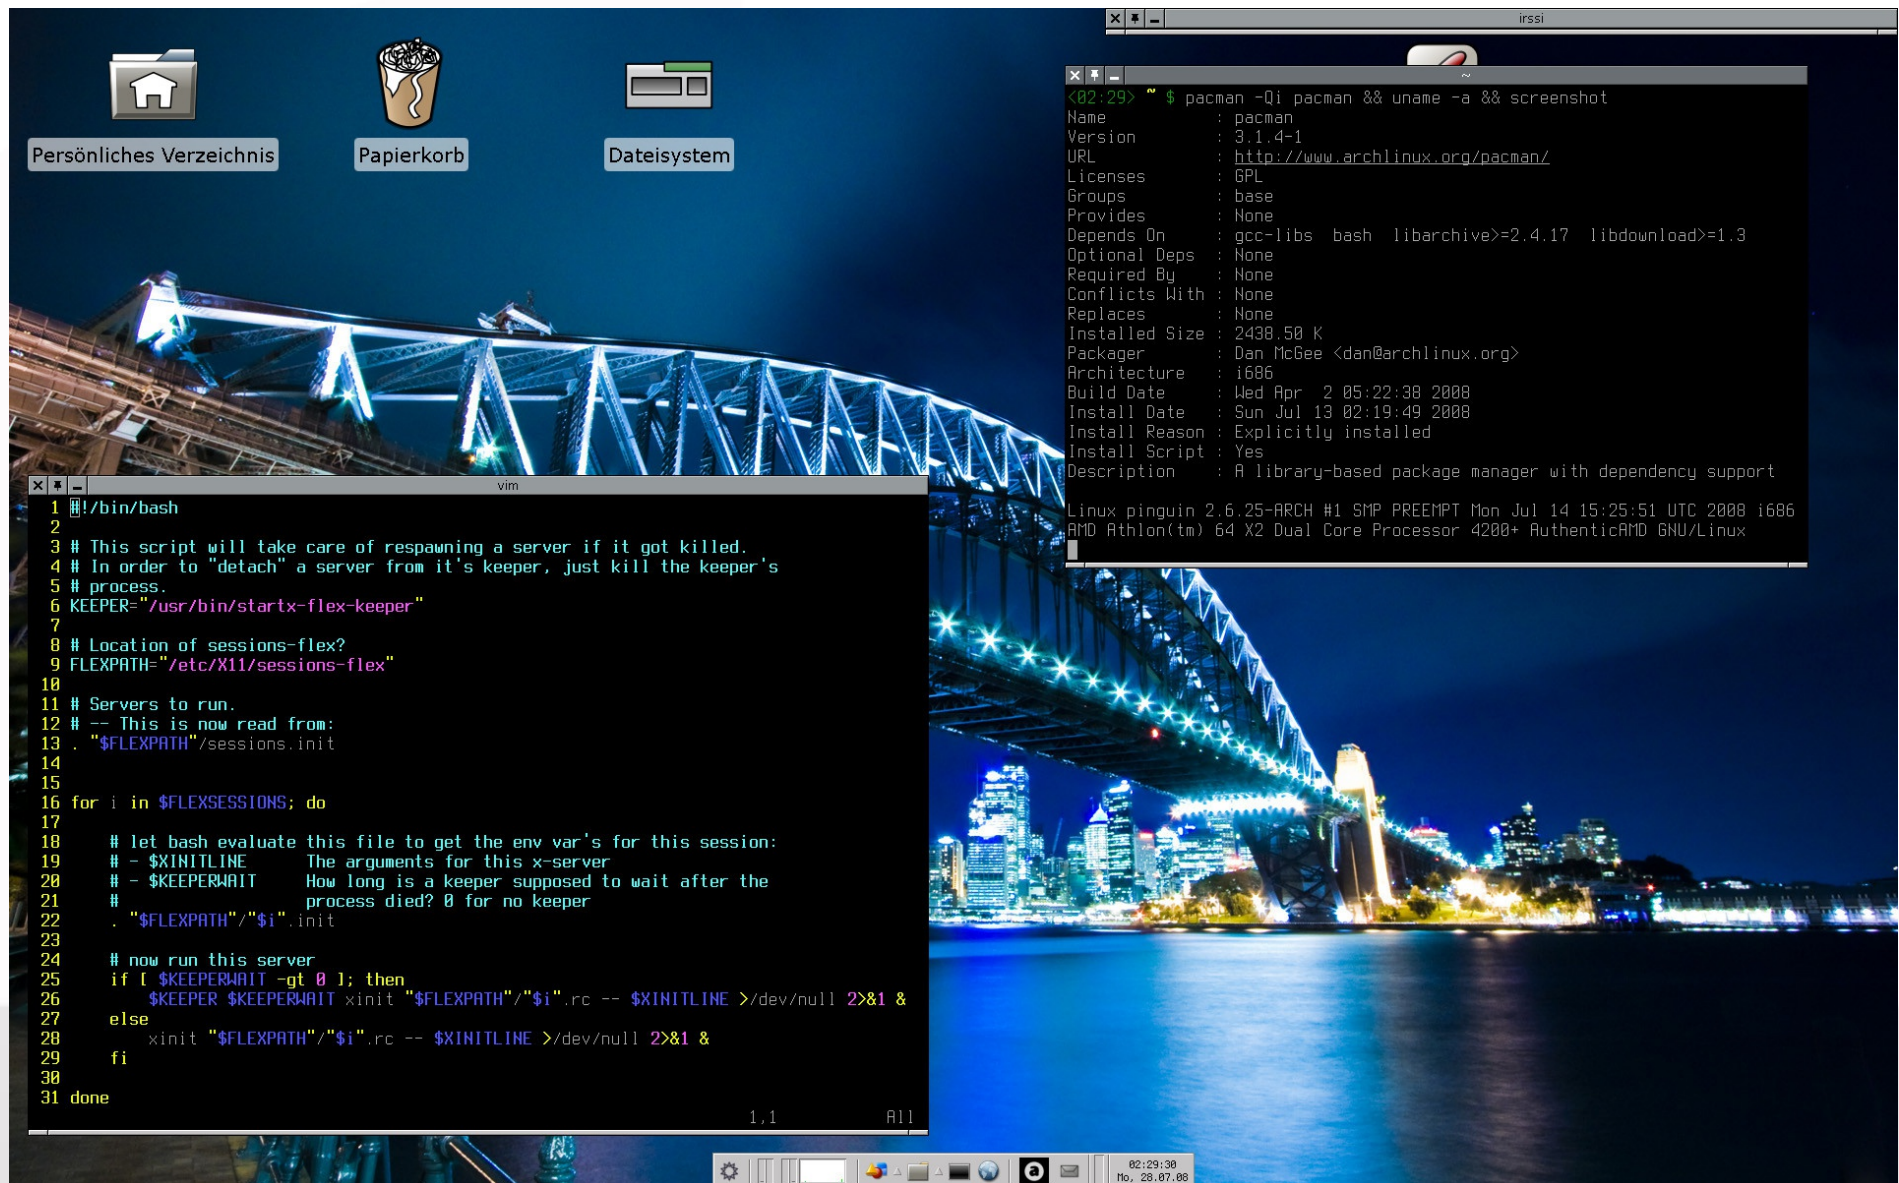 irssi
Persönliches Verzeichnis
Papierkorb
Dateisystem
~
<02:29> ~ $ pacman -Qi pacman && uname -a && screenshot
Name : pacman
Version : 3.1.4-1
URL : http://www.archlinux.org/pacman/
Licenses : GPL
Groups : base
Provides : None
Depends On : gcc-libs bash libarchive>=2.4.17 libdownload>=1.3
Optional Deps : None
Required By : None
Conflicts With : None
Replaces : None
Installed Size : 2438.50 K
Packager : Dan McGee <dan@archlinux.org>
Architecture : i686
Build Date : Wed Apr 2 05:22:38 2008
Install Date : Sun Jul 13 02:19:49 2008
Install Reason : Explicitly installed
Install Script : Yes
Description : A library-based package manager with dependency support
Linux pinguin 2.6.25-ARCH #1 SMP PREEMPT Mon Jul 14 15:25:51 UTC 2008 i686
AMD Athlon(tm) 64 X2 Dual Core Processor 4200+ AuthenticAMD GNU/Linux
vim
1 #!/bin/bash
2
3 # This script will take care of respawning a server if it got killed.
4 # In order to "detach" a server from it's keeper, just kill the keeper's
5 # process.
6 KEEPER="/usr/bin/startx-flex-keeper"
7
8 # Location of sessions-flex?
9 FLEXPATH="/etc/X11/sessions-flex"
10
11 # Servers to run.
12 # -- This is now read from:
13 . "$FLEXPATH"/sessions.init
14
15
16 for i in $FLEXSESSIONS; do
17
18 # let bash evaluate this file to get the env var's for this session:
19 # - $XINITLINE The arguments for this x-server
20 # - $KEEPERWAIT How long is a keeper supposed to wait after the
21 # process died? 0 for no keeper
22 . "$FLEXPATH"/"$i".init
23
24 # now run this server
25 if [ $KEEPERWAIT -gt 0 ]; then
26 $KEEPER $KEEPERWAIT xinit "$FLEXPATH"/"$i".rc -- $XINITLINE >/dev/null 2>&1 &
27 else
28 xinit "$FLEXPATH"/"$i".rc -- $XINITLINE >/dev/null 2>&1 &
29 fi
30
31 done
1,1 All
a
02:29:30
Mo, 28.07.08